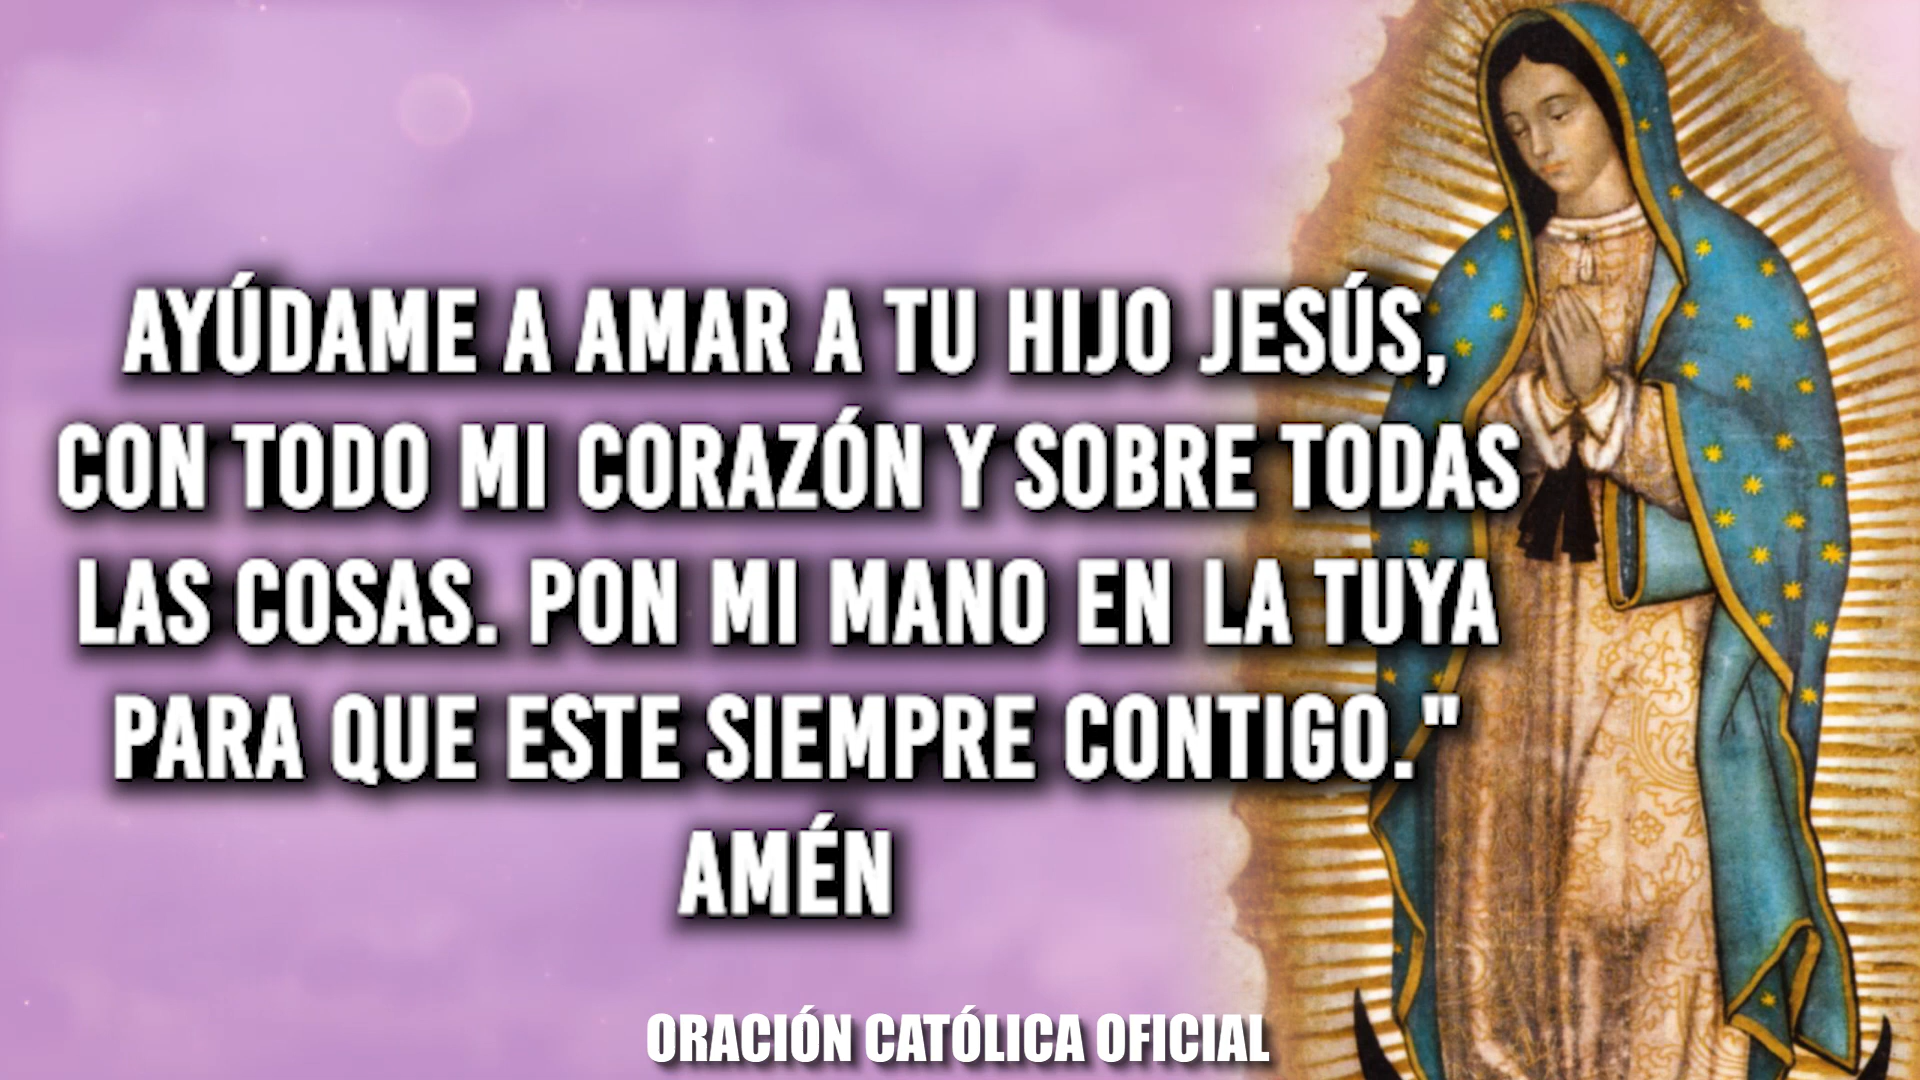 AYÚDAME A AMAR A TU HIJO JESÚS,
CON TODO MI CORAZÓN Y SOBRE TODAS
LAS COSAS. PON MI MANO EN LA TUYA
PARA QUE ESTE SIEMPRE CONTIGO."
AMÉN
ORACIÓN CATÓLICA OFICIAL